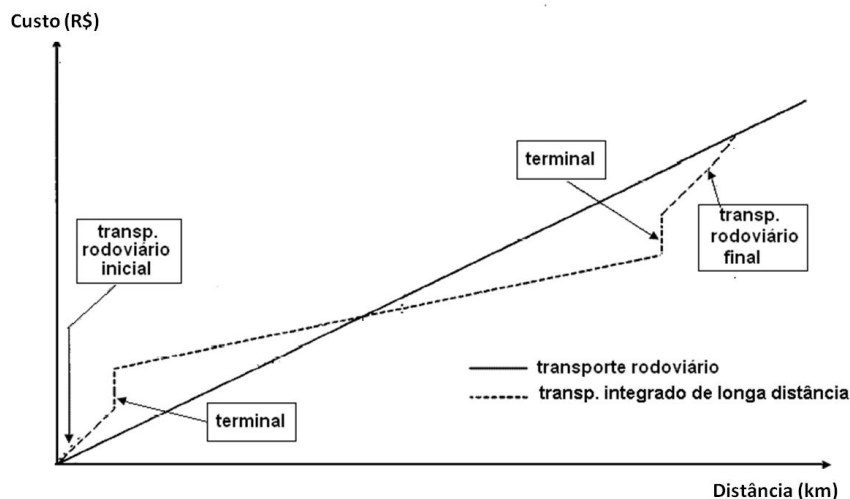 Custo (R$)
terminal
transp.
rodoviário
inicial
transp.
rodoviário
final
transporte rodoviário
transp. integrado de longa distância
terminal
Distância (km)